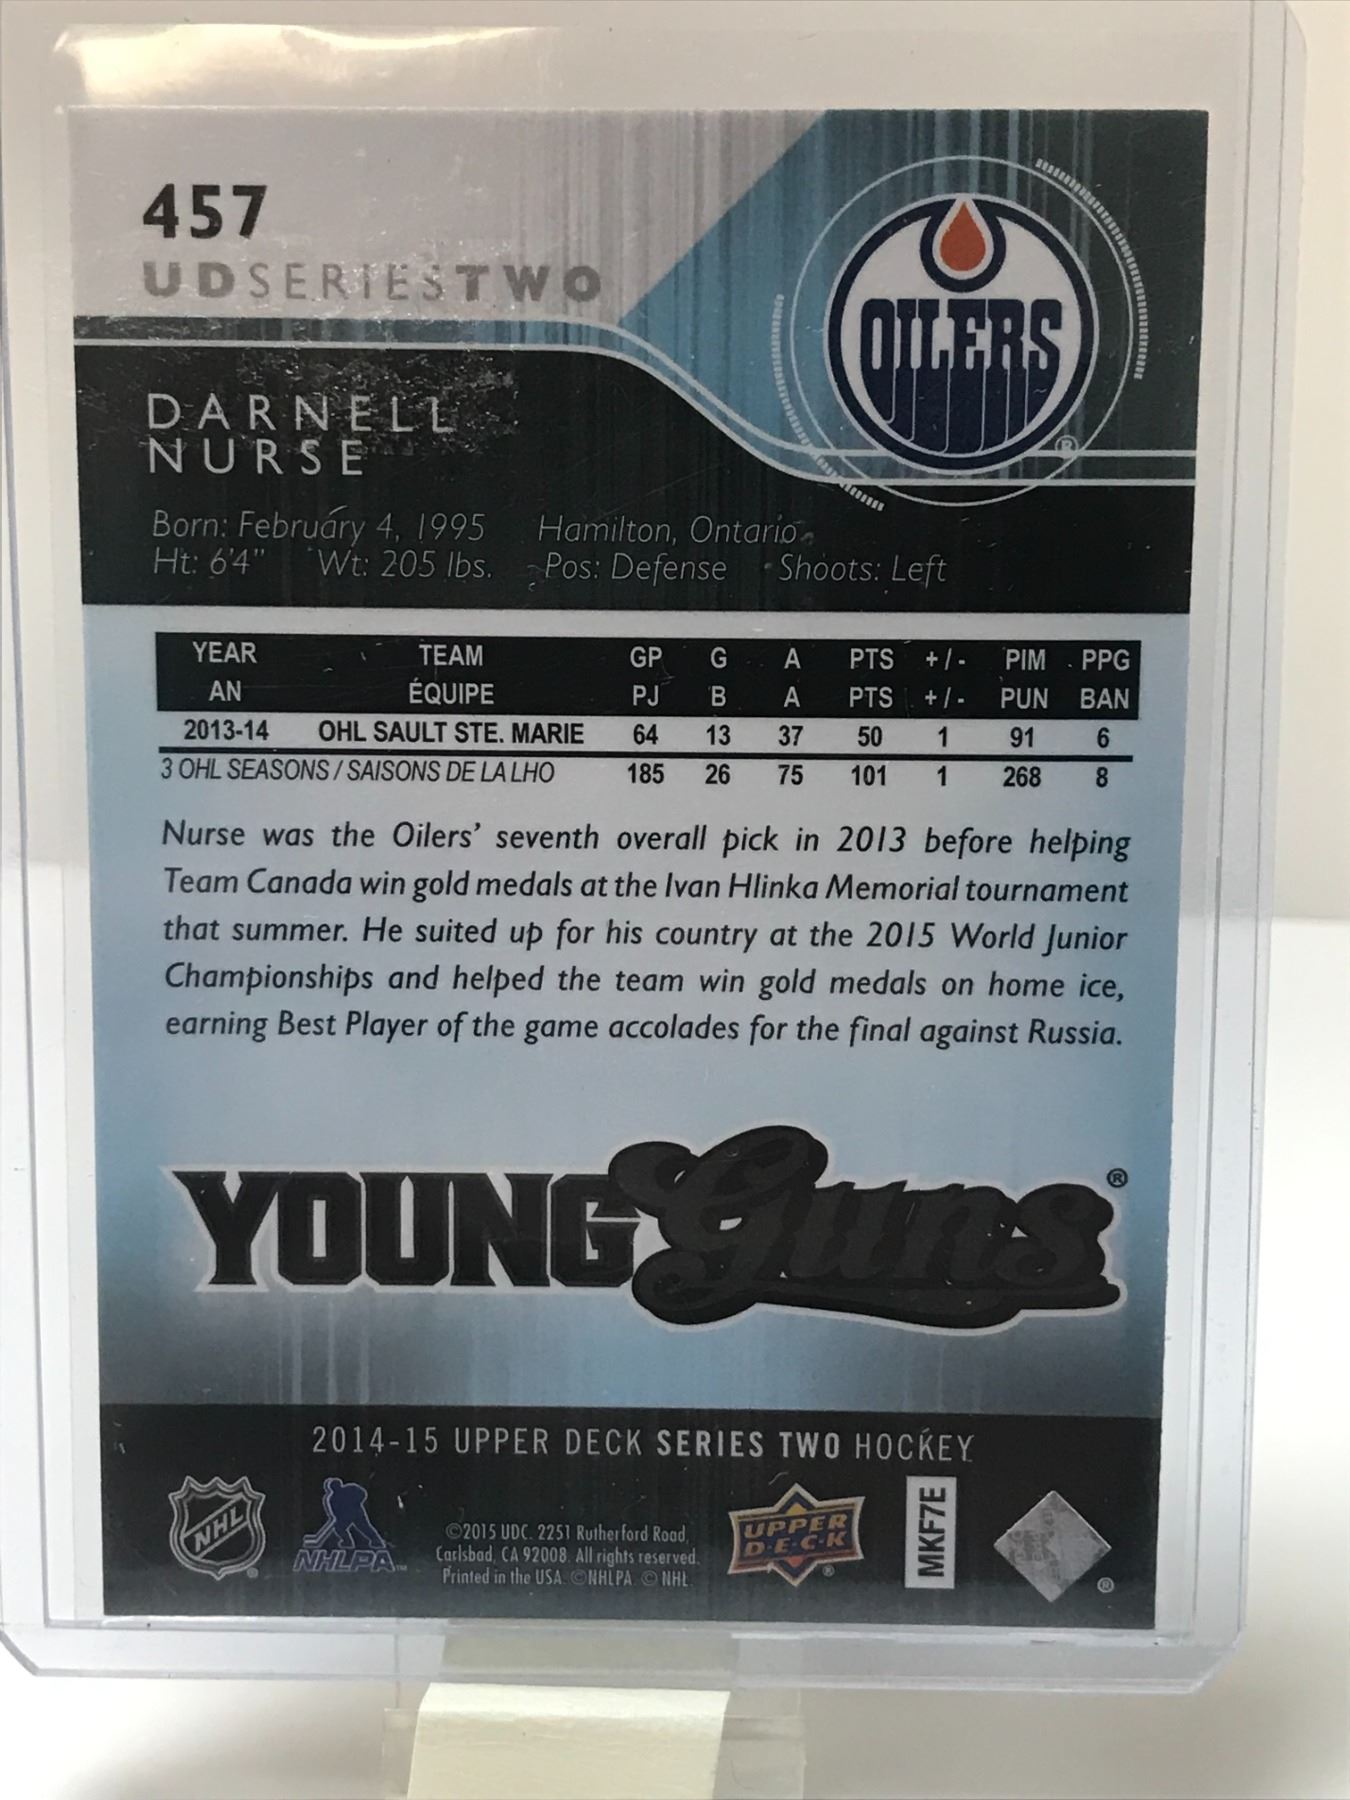 457
UDSERIESTWO
OILERS
®
DARNELL
NURSE
Born: February 4, 1995 Hamilton, Ontario
Ht: 6'4" Wt: 205 lbs. Pos: Defense Shoots: Left
YEAR TEAM GP G A PTS +/- PIM PPG
AN ÉQUIPE PJ B A PTS +/- PUN BAN
2013-14 OHL SAULT STE. MARIE 64 13 37 50 1 91 6
3 OHL SEASONS / SAISONS DE LA LHO 185 26 75 101 1 268 8
Nurse was the Oilers' seventh overall pick in 2013 before helping
Team Canada win gold medals at the Ivan Hlinka Memorial tournament
that summer. He suited up for his country at the 2015 World Junior
Championships and helped the team win gold medals on home ice,
earning Best Player of the game accolades for the final against Russia.
YOUNG Guns®
2014-15 UPPER DECK SERIES TWO HOCKEY
NHL®
NHLPA™
©2015 UDC. 2251 Rutherford Road,
Carlsbad, CA 92008. All rights reserved.
Printed in the USA. ©NHLPA © NHL
UPPER
D·E·C·K
®
MKF7E
®